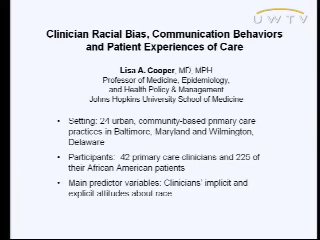 UWTV
Clinician Racial Bias, Communication Behaviors
and Patient Experiences of Care
Lisa A. Cooper, MD, MPH
Professor of Medicine, Epidemiology,
and Health Policy & Management
Johns Hopkins University School of Medicine
• Setting: 24 urban, community-based primary care
practices in Baltimore, Maryland and Wilmington,
Delaware
• Participants: 42 primary care clinicians and 225 of
their African American patients
• Main predictor variables: Clinicians' implicit and
explicit attitudes about race